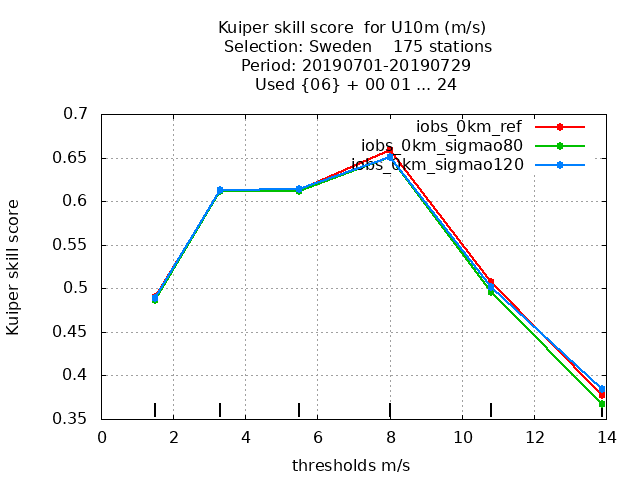 Kuiper skill score  for U10m (m/s)
Selection: Sweden    175 stations
Period: 20190701-20190729
Used {06} + 00 01 ... 24
0.7
0.65
0.6
0.55
0.5
0.45
0.4
0.35
Kuiper skill score
iobs_0km_ref
iobs_0km_sigmao80
iobs_0km_sigmao120
0 2 4 6 8 10 12 14
thresholds m/s